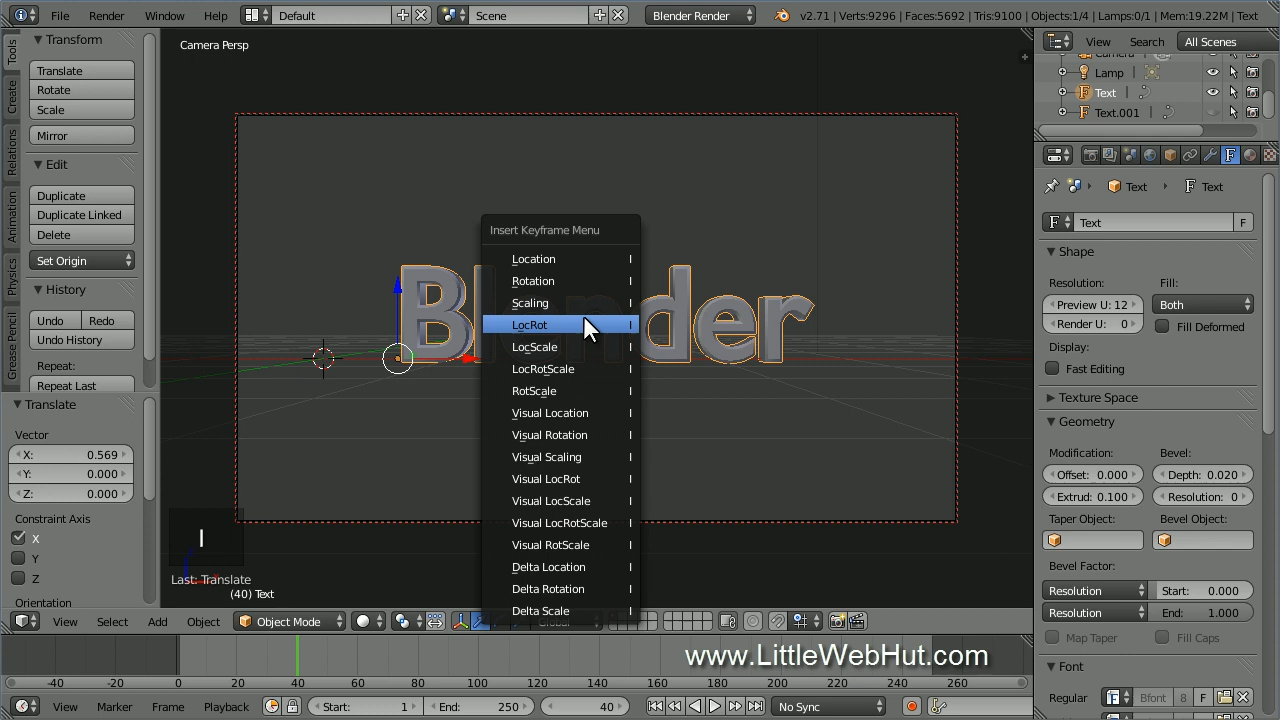 File Render Window Help Default Scene Blender Render v2.71 | Verts:9296 | Faces:5692 | Tris:9100 | Objects:1/4 | Lamps:0/1 | Mem:19.22M | Text
Tools
Create
Relations
Animation
Physics
Grease Pencil
Transform
Translate
Rotate
Scale
Mirror
Edit
Duplicate
Duplicate Linked
Delete
Set Origin
History
Undo Redo
Undo History
Repeat:
Repeat Last
Translate
Vector
X: 0.569
Y: 0.000
Z: 0.000
Constraint Axis
X
Y
Z
Orientation
Camera Persp
Blender
Insert Keyframe Menu
Location I
Rotation I
Scaling I
LocRot I
LocScale I
LocRotScale I
RotScale I
Visual Location I
Visual Rotation I
Visual Scaling I
Visual LocRot I
Visual LocScale I
Visual LocRotScale I
Visual RotScale I
Delta Location I
Delta Rotation I
Delta Scale I
I
Last: Translate
(40) Text
View Select Add Object Object Mode Global
www.LittleWebHut.com
-40 -20 0 20 40 60 80 100 120 140 160 180 200 220 240 260
View Marker Frame Playback Start: 1 End: 250 40 No Sync
View Search All Scenes
Lamp
Text
Text.001
Text Text
F Text F
Shape
Resolution: Fill:
Preview U: 12 Both
Render U: 0 Fill Deformed
Display:
Fast Editing
Texture Space
Geometry
Modification: Bevel:
Offset: 0.000 Depth: 0.020
Extrud: 0.100 Resolution: 0
Taper Object: Bevel Object:
Bevel Factor:
Resolution Start: 0.000
Resolution End: 1.000
Map Taper Fill Caps
Font
Regular Bfont 8 F